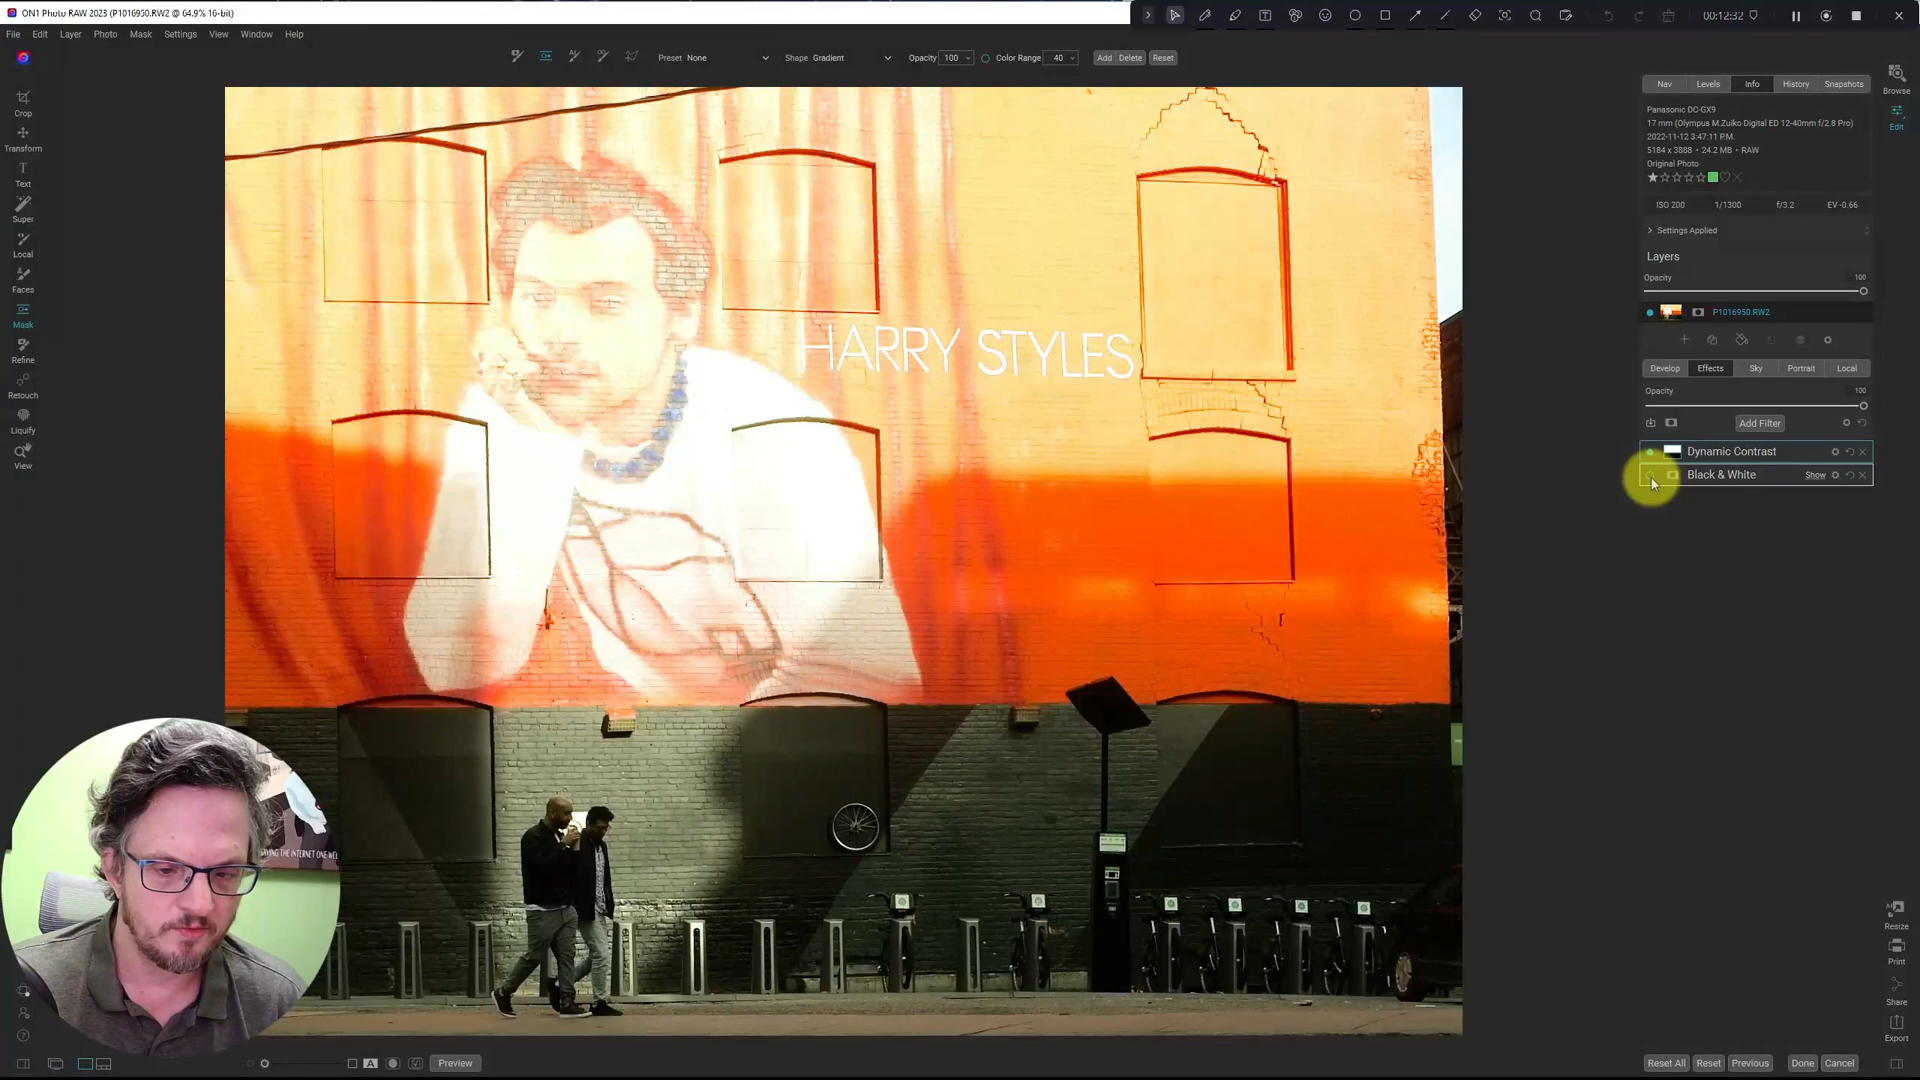 ON1 Photo RAW 2023 (P1016950.RW2 @ 64.9% 16-bit)
00:12:32
File Edit Layer Photo Mask Settings View Window Help
Preset None Shape Gradient Opacity 100 Color Range 40 Add Delete Reset
Crop
Transform
Text
Super
Local
Faces
Mask
Refine
Retouch
Liquify
View
HARRY STYLES
Nav Levels Info History Snapshots
Panasonic DC-GX9
17 mm (Olympus M.Zuiko Digital ED 12-40mm f/2.8 Pro)
2022-11-12 3:47:11 P.M.
5184 x 3888 • 24.2 MB • RAW
Original Photo
ISO 200 1/1300 f/3.2 EV -0.66
Settings Applied
Layers
Opacity 100
P1016950.RW2
Develop Effects Sky Portrait Local
Opacity 100
Add Filter
Dynamic Contrast
Black & White Show
Browse
Edit
Resize
Print
Share
Export
A Preview
Reset All Reset Previous Done Cancel